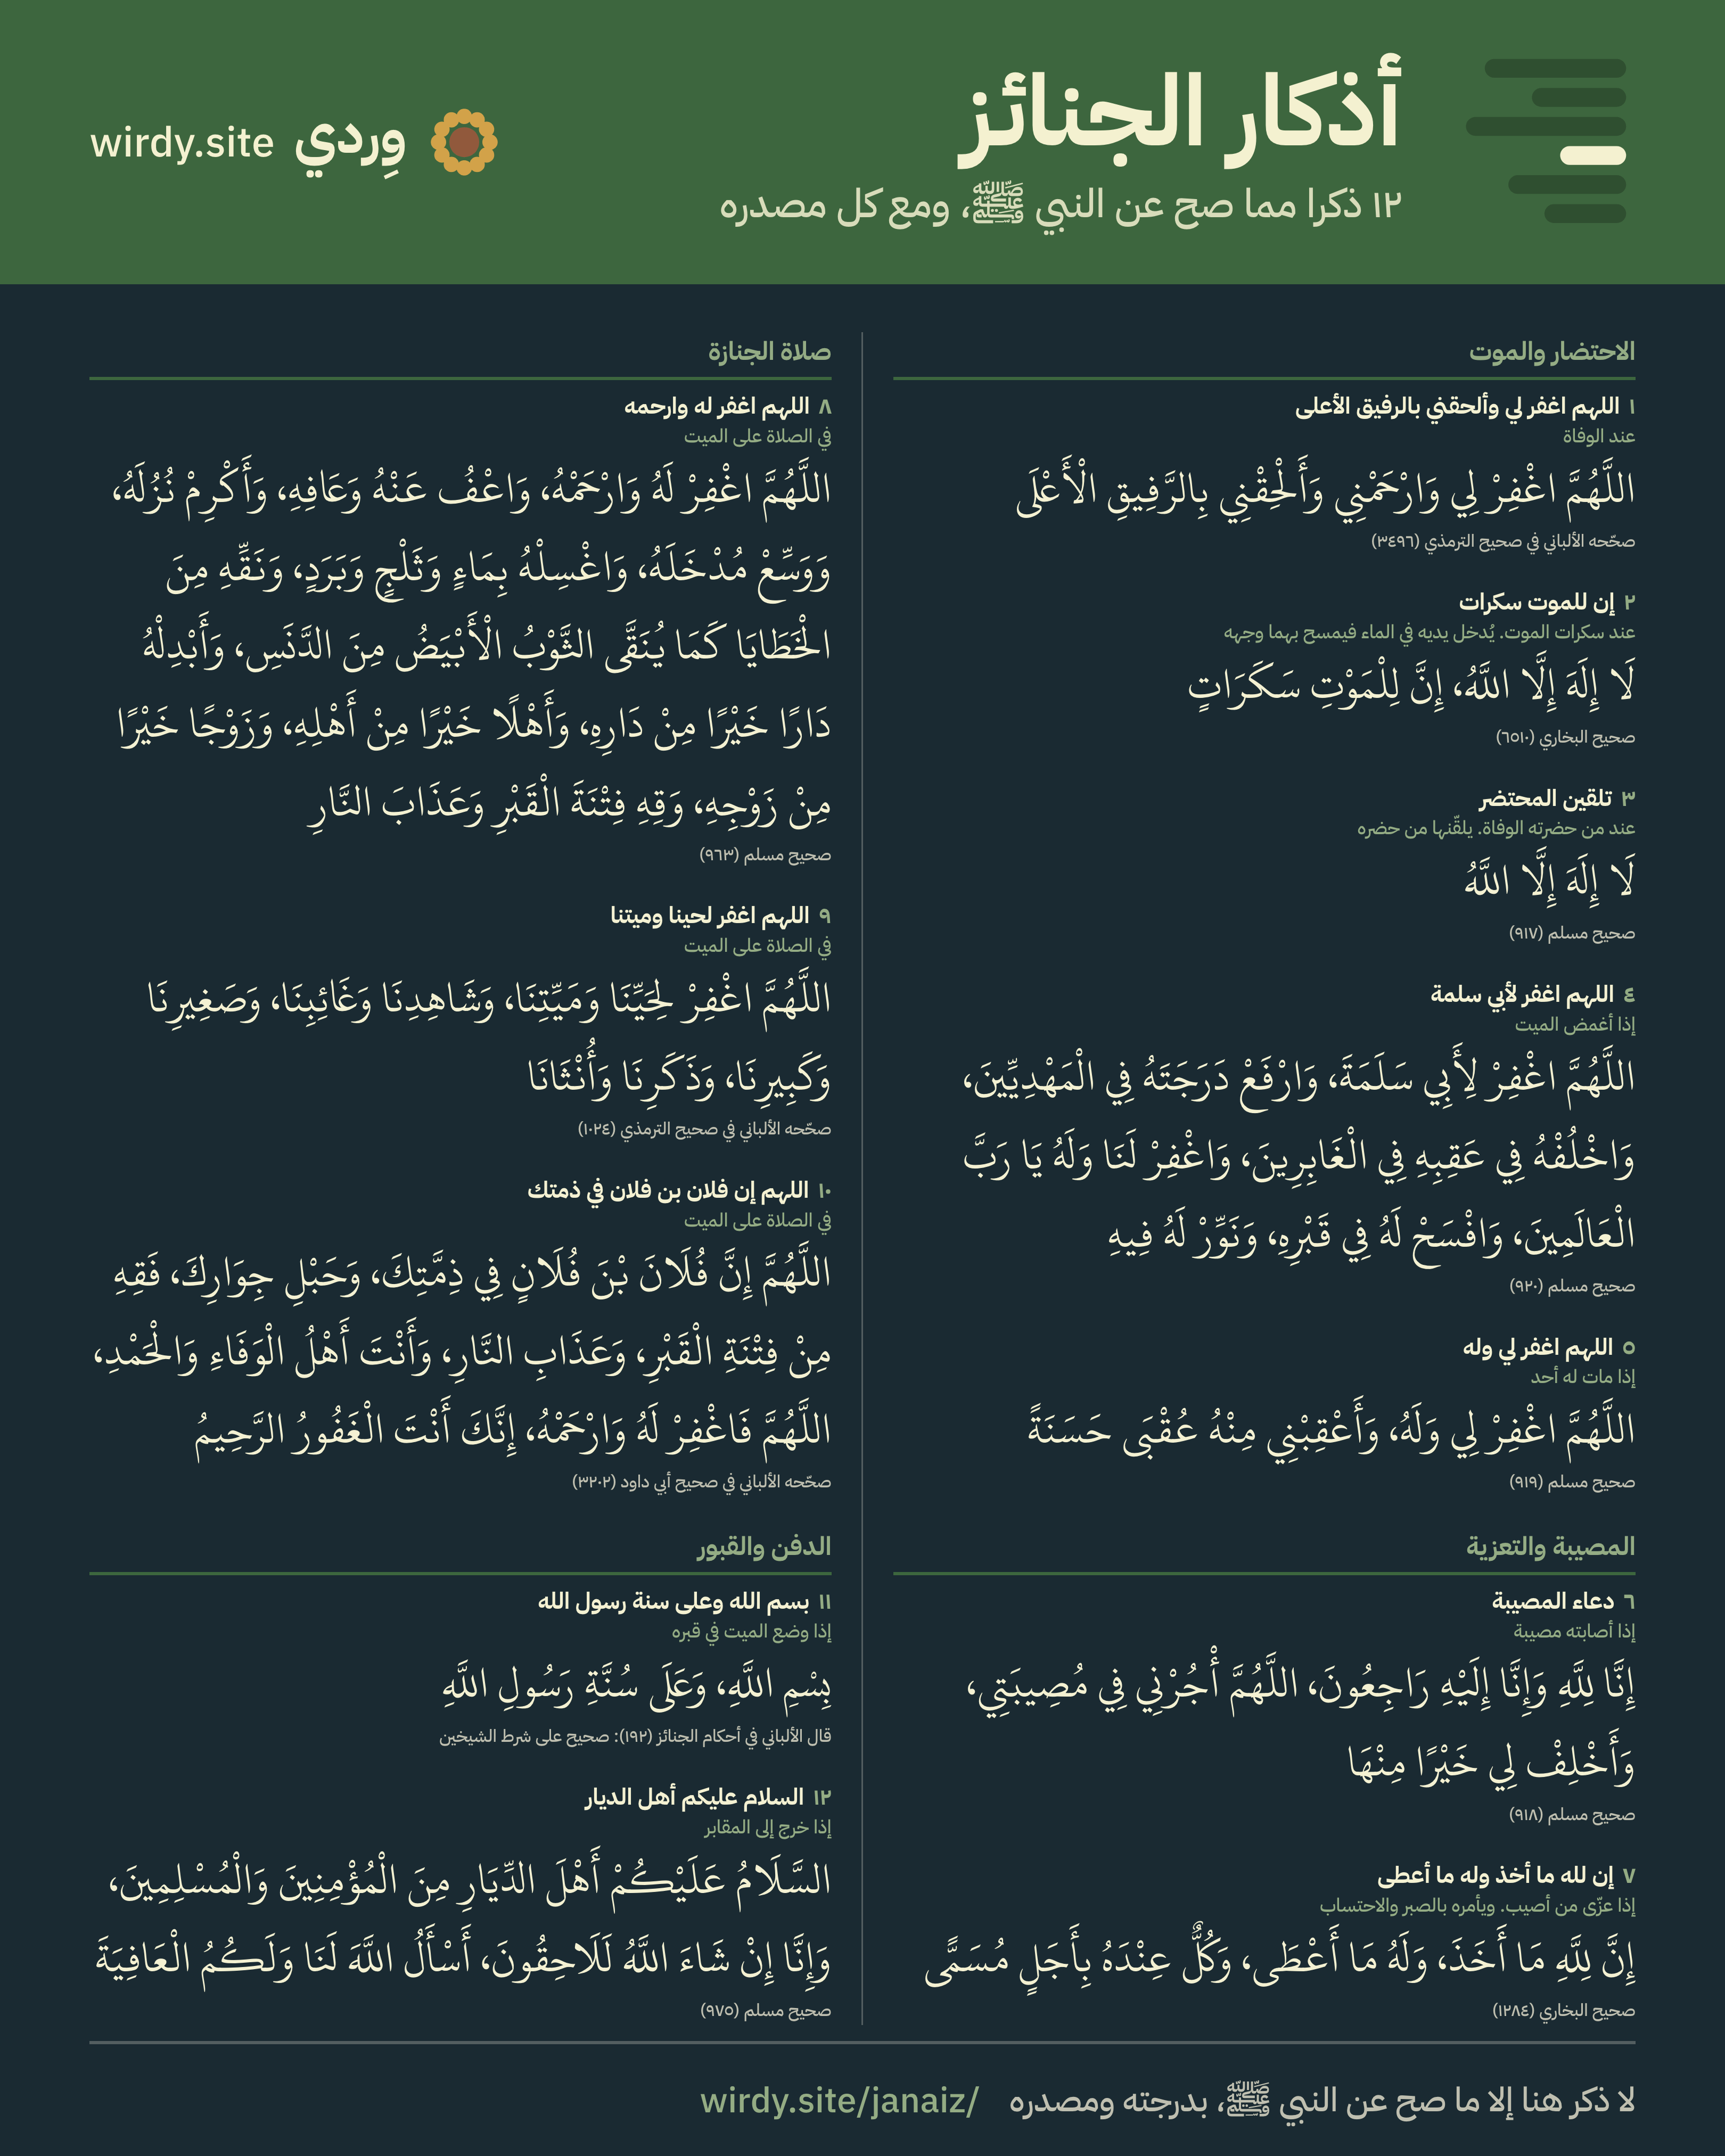 أذكار الجنائز
١٢ ذكرا مما صح عن النبي ﷺ، ومع كل مصدره
وِردي wirdy.site
الاحتضار والموت
١ اللهم اغفر لي وألحقني بالرفيق الأعلى
عند الوفاة
اللَّهُمَّ اغْفِرْ لِي وَارْحَمْنِي وَأَلْحِقْنِي بِالرَّفِيقِ الْأَعْلَى
صحّحه الألباني في صحيح الترمذي (٣٤٩٦)
٢ إن للموت سكرات
عند سكرات الموت. يُدخل يديه في الماء فيمسح بهما وجهه
لَا إِلَهَ إِلَّا اللَّهُ، إِنَّ لِلْمَوْتِ سَكَرَاتٍ
صحيح البخاري (٦٥١٠)
٣ تلقين المحتضر
عند من حضرته الوفاة. يلقّنها من حضره
لَا إِلَهَ إِلَّا اللَّهُ
صحيح مسلم (٩١٧)
٤ اللهم اغفر لأبي سلمة
إذا أغمض الميت
اللَّهُمَّ اغْفِرْ لِأَبِي سَلَمَةَ، وَارْفَعْ دَرَجَتَهُ فِي الْمَهْدِيِّينَ،
وَاخْلُفْهُ فِي عَقِبِهِ فِي الْغَابِرِينَ، وَاغْفِرْ لَنَا وَلَهُ يَا رَبَّ
الْعَالَمِينَ، وَافْسَحْ لَهُ فِي قَبْرِهِ، وَنَوِّرْ لَهُ فِيهِ
صحيح مسلم (٩٢٠)
٥ اللهم اغفر لي وله
إذا مات له أحد
اللَّهُمَّ اغْفِرْ لِي وَلَهُ، وَأَعْقِبْنِي مِنْهُ عُقْبَى حَسَنَةً
صحيح مسلم (٩١٩)
المصيبة والتعزية
٦ دعاء المصيبة
إذا أصابته مصيبة
إِنَّا لِلَّهِ وَإِنَّا إِلَيْهِ رَاجِعُونَ، اللَّهُمَّ أْجُرْنِي فِي مُصِيبَتِي،
وَأَخْلِفْ لِي خَيْرًا مِنْهَا
صحيح مسلم (٩١٨)
٧ إن لله ما أخذ وله ما أعطى
إذا عزّى من أصيب. ويأمره بالصبر والاحتساب
إِنَّ لِلَّهِ مَا أَخَذَ، وَلَهُ مَا أَعْطَى، وَكُلٌّ عِنْدَهُ بِأَجَلٍ مُسَمًّى
صحيح البخاري (١٢٨٤)
صلاة الجنازة
٨ اللهم اغفر له وارحمه
في الصلاة على الميت
اللَّهُمَّ اغْفِرْ لَهُ وَارْحَمْهُ، وَاعْفُ عَنْهُ وَعَافِهِ، وَأَكْرِمْ نُزُلَهُ،
وَوَسِّعْ مُدْخَلَهُ، وَاغْسِلْهُ بِمَاءٍ وَثَلْجٍ وَبَرَدٍ، وَنَقِّهِ مِنَ
الْخَطَايَا كَمَا يُنَقَّى الثَّوْبُ الْأَبْيَضُ مِنَ الدَّنَسِ، وَأَبْدِلْهُ
دَارًا خَيْرًا مِنْ دَارِهِ، وَأَهْلًا خَيْرًا مِنْ أَهْلِهِ، وَزَوْجًا خَيْرًا
مِنْ زَوْجِهِ، وَقِهِ فِتْنَةَ الْقَبْرِ وَعَذَابَ النَّارِ
صحيح مسلم (٩٦٣)
٩ اللهم اغفر لحينا وميتنا
في الصلاة على الميت
اللَّهُمَّ اغْفِرْ لِحَيِّنَا وَمَيِّتِنَا، وَشَاهِدِنَا وَغَائِبِنَا، وَصَغِيرِنَا
وَكَبِيرِنَا، وَذَكَرِنَا وَأُنْثَانَا
صحّحه الألباني في صحيح الترمذي (١٠٢٤)
١٠ اللهم إن فلان بن فلان في ذمتك
في الصلاة على الميت
اللَّهُمَّ إِنَّ فُلَانَ بْنَ فُلَانٍ فِي ذِمَّتِكَ، وَحَبْلِ جِوَارِكَ، فَقِهِ
مِنْ فِتْنَةِ الْقَبْرِ، وَعَذَابِ النَّارِ، وَأَنْتَ أَهْلُ الْوَفَاءِ وَالْحَمْدِ،
اللَّهُمَّ فَاغْفِرْ لَهُ وَارْحَمْهُ، إِنَّكَ أَنْتَ الْغَفُورُ الرَّحِيمُ
صحّحه الألباني في صحيح أبي داود (٣٢٠٢)
الدفن والقبور
١١ بسم الله وعلى سنة رسول الله
إذا وضع الميت في قبره
بِسْمِ اللَّهِ، وَعَلَى سُنَّةِ رَسُولِ اللَّهِ
قال الألباني في أحكام الجنائز (١٩٢): صحيح على شرط الشيخين
١٢ السلام عليكم أهل الديار
إذا خرج إلى المقابر
السَّلَامُ عَلَيْكُمْ أَهْلَ الدِّيَارِ مِنَ الْمُؤْمِنِينَ وَالْمُسْلِمِينَ،
وَإِنَّا إِنْ شَاءَ اللَّهُ لَلَاحِقُونَ، أَسْأَلُ اللَّهَ لَنَا وَلَكُمُ الْعَافِيَةَ
صحيح مسلم (٩٧٥)
لا ذكر هنا إلا ما صح عن النبي ﷺ، بدرجته ومصدره wirdy.site/janaiz/